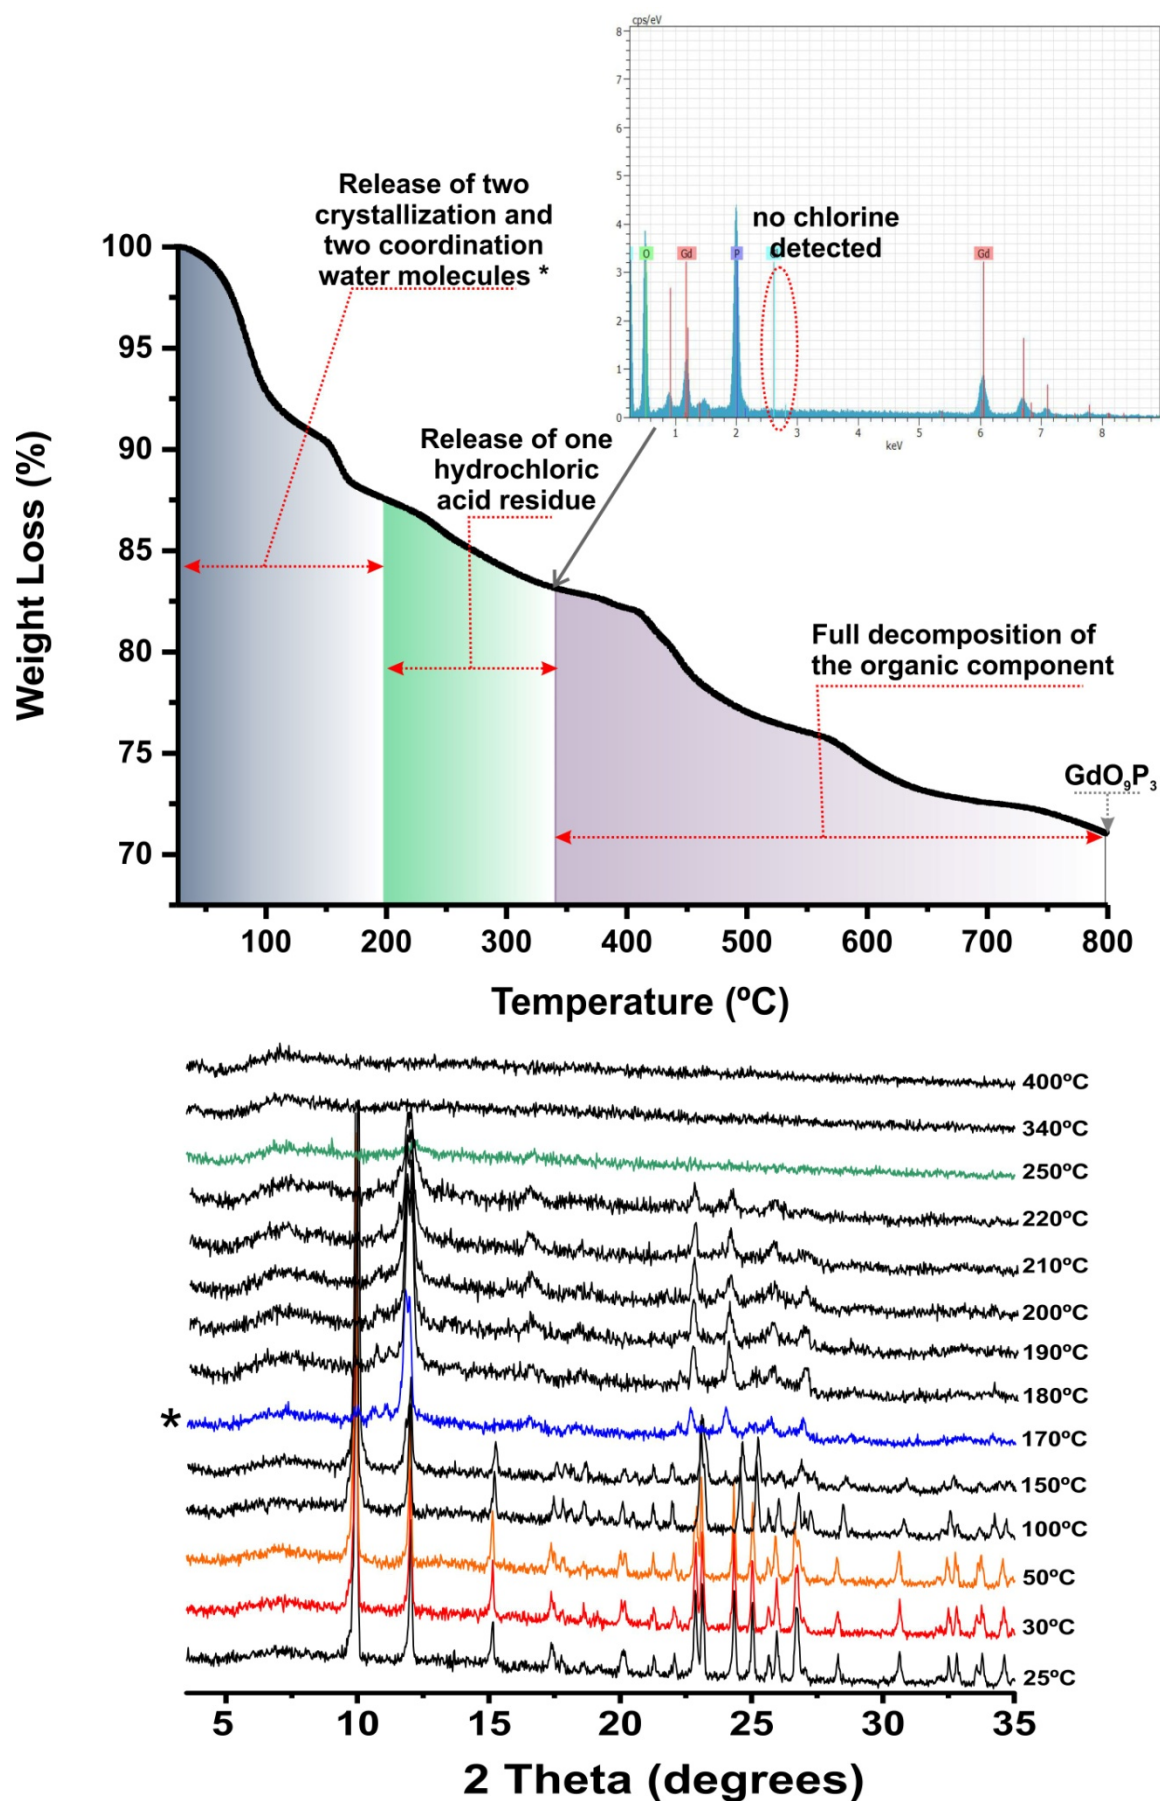 cps/eV
8
7
6
5
4
3
2
1
0
O
Gd
P
Gd
no chlorine
detected
1
2
3
4
5
6
7
8
keV
Release of two
crystallization and
two coordination
water molecules *
Release of one
hydrochloric
acid residue
Full decomposition of
the organic component
GdO₉P₃
Weight Loss (%)
100
95
90
85
80
75
70
100
200
300
400
500
600
700
800
Temperature (ºC)
400ºC
340ºC
250ºC
220ºC
210ºC
200ºC
190ºC
180ºC
*
170ºC
150ºC
100ºC
50ºC
30ºC
25ºC
5
10
15
20
25
30
35
2 Theta (degrees)